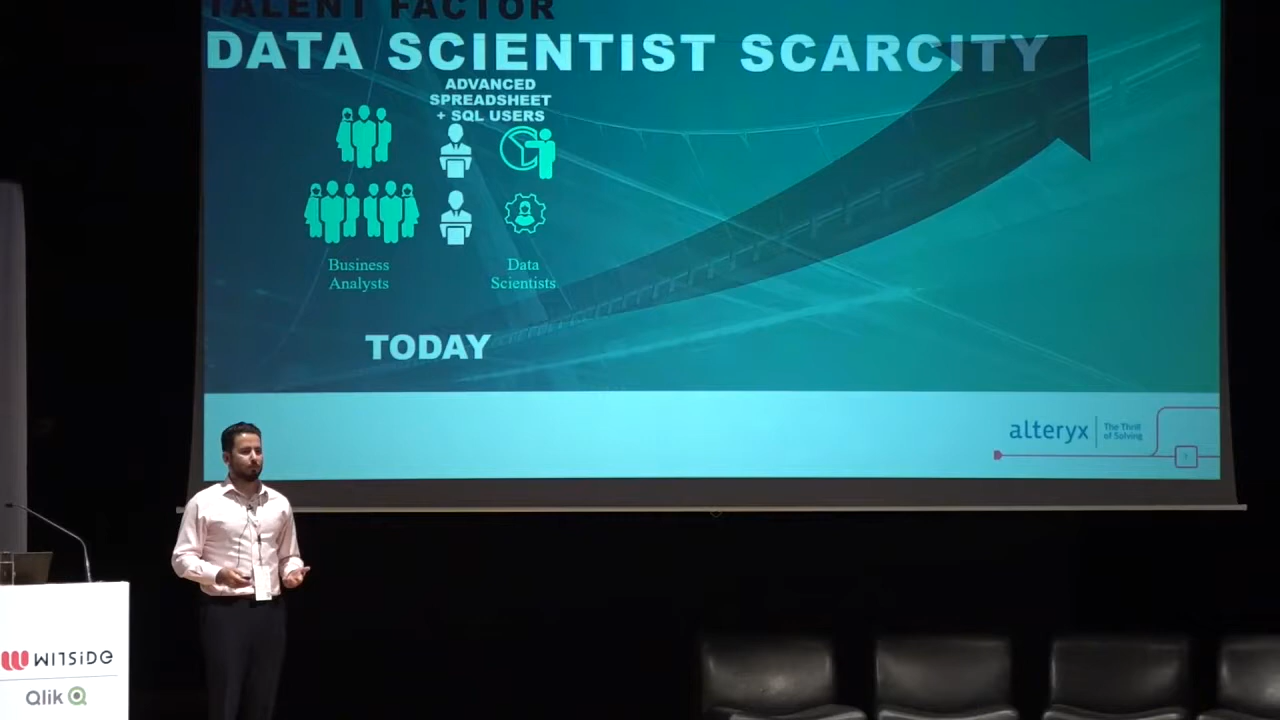 TALENT FACTOR
DATA SCIENTIST SCARCITY
ADVANCED
SPREADSHEET
+ SQL USERS
Business
Analysts
Data
Scientists
TODAY
alteryx
The Thrill
of Solving
WITSIDE
Qlik